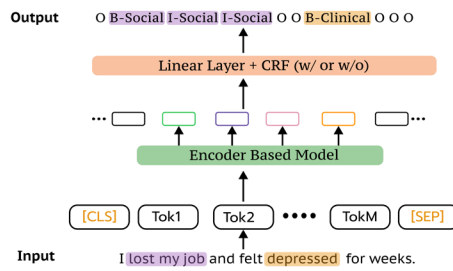 Output O B-Social I-Social I-Social O O B-Clinical O O O
Linear Layer + CRF (w/ or w/o)
... ...
Encoder Based Model
[CLS] Tok1 Tok2 •••• TokM [SEP]
Input I lost my job and felt depressed for weeks.